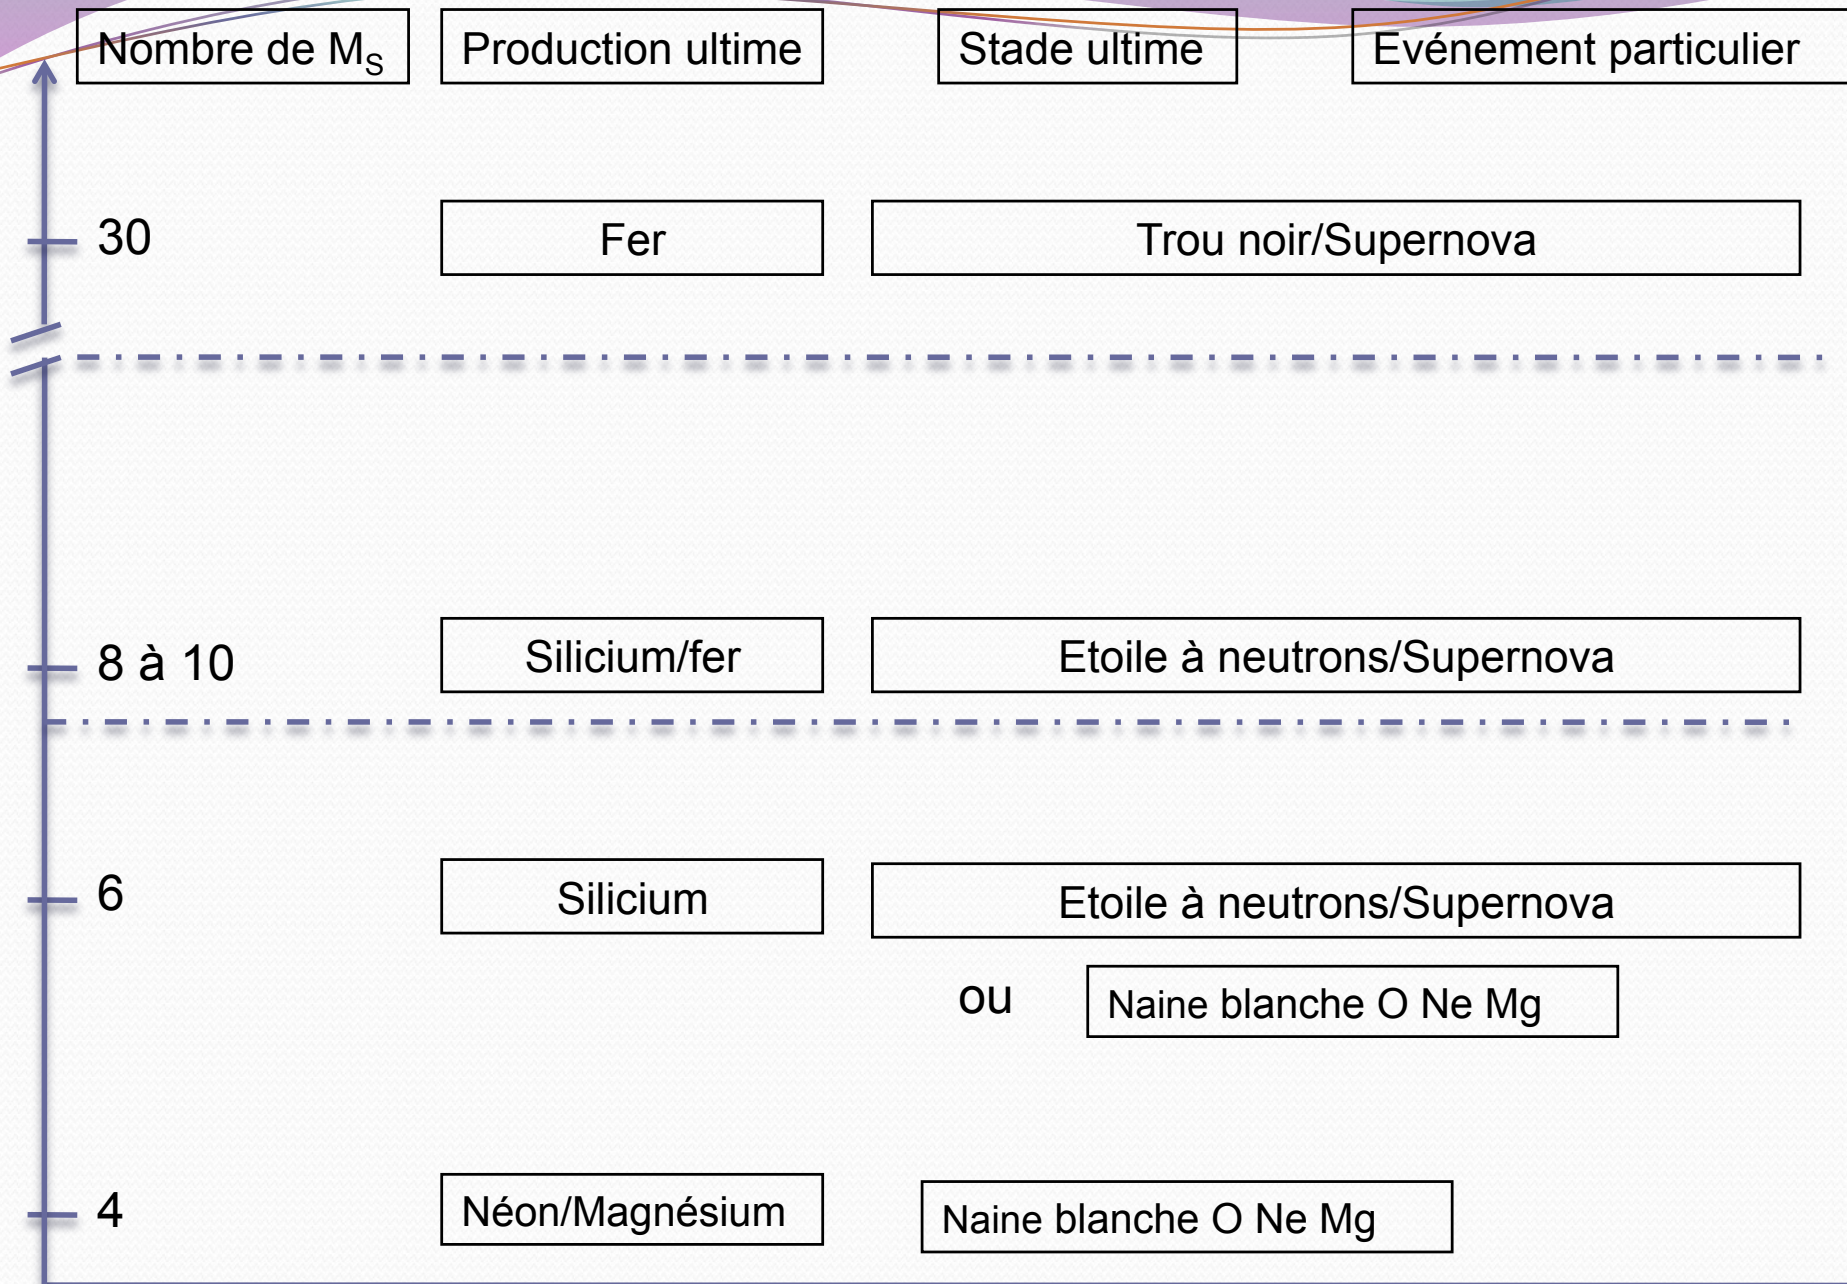 Nombre de M_S Production ultime Stade ultime Evénement particulier
30 Fer Trou noir/Supernova
8 à 10 Silicium/fer Etoile à neutrons/Supernova
6 Silicium Etoile à neutrons/Supernova
ou Naine blanche O Ne Mg
4 Néon/Magnésium Naine blanche O Ne Mg